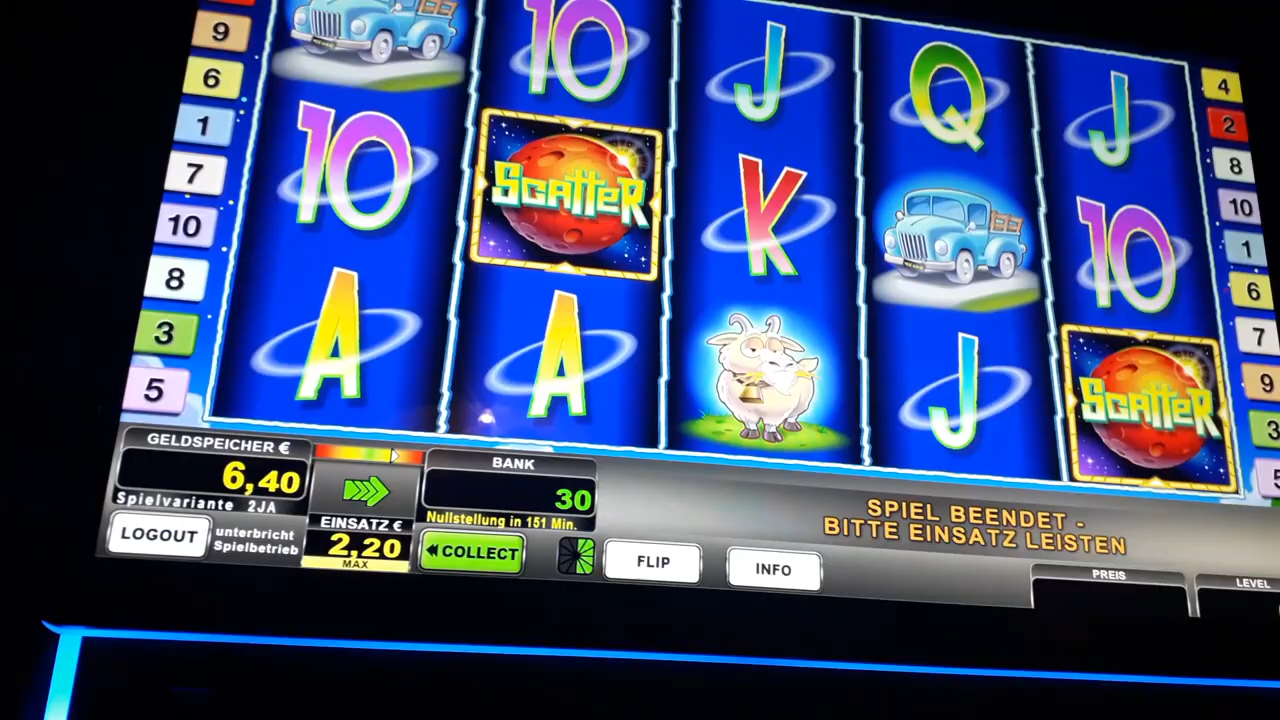 9
6
1
7
10
8
3
5
10
J
Q
J
10
SCATTER
K
10
A
A
J
SCATTER
4
2
8
10
1
6
7
9
3
GELDSPEICHER €
6,40
Spielvariante 2JA
LOGOUT
unterbricht
Spielbetrieb
EINSATZ €
2,20
MAX
BANK
30
Nullstellung in 151 Min.
COLLECT
FLIP
INFO
SPIEL BEENDET -
BITTE EINSATZ LEISTEN
PREIS
LEVEL